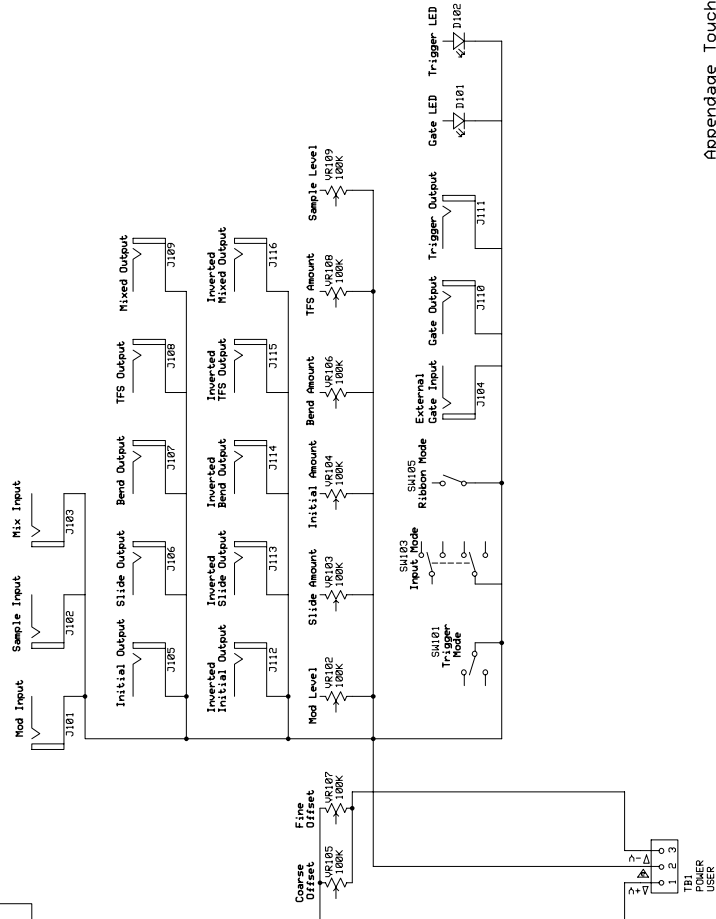 Mod Input
J101
Sample Input
J102
Mix Input
J103
Initial Output
J105
Slide Output
J106
Bend Output
J107
TFS Output
J108
Mixed Output
J109
Inverted
Initial Output
J112
Inverted
Slide Output
J113
Inverted
Bend Output
J114
Inverted
TFS Output
J115
Inverted
Mixed Output
J116
Coarse
Offset
VR105
100K
Fine
Offset
VR107
100K
Mod Level
VR102
100K
Slide Amount
VR103
100K
Initial Amount
VR104
100K
Bend Amount
VR106
100K
TFS Amount
VR108
100K
Sample Level
VR109
100K
SW101
Trigger
Mode
SW103
Input Mode
SW105
Ribbon Mode
External
Gate Input
J104
Gate Output
J110
Trigger Output
J111
Gate LED
D101
Trigger LED
D102
V+
V-
1
2
3
TB1
POWER
USER
Appendage Touch